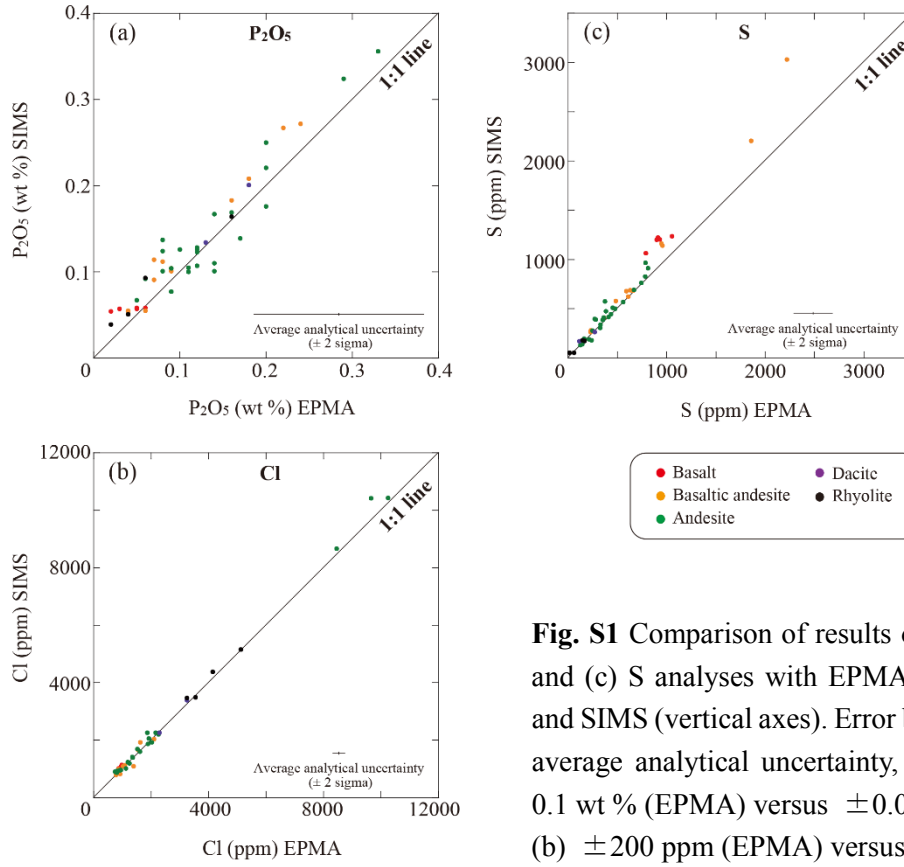 (a)
P₂O₅
1:1 line
0.4
0.3
0.2
0.1
P₂O₅ (wt %) SIMS
Average analytical uncertainty
(± 2 sigma)
0
0.1
0.2
0.3
0.4
P₂O₅ (wt %) EPMA
(c)
S
1:1 line
3000
2000
1000
S (ppm) SIMS
Average analytical uncertainty
(± 2 sigma)
0
1000
2000
3000
S (ppm) EPMA
(b)
Cl
1:1 line
12000
8000
4000
Cl (ppm) SIMS
Average analytical uncertainty
(± 2 sigma)
0
4000
8000
12000
Cl (ppm) EPMA
Basalt
Basaltic andesite
Andesite
Dacite
Rhyolite
Fig. S1 Comparison of results
and (c) S analyses with EPMA
and SIMS (vertical axes). Error
average analytical uncertainty,
0.1 wt % (EPMA) versus ±0.0
(b) ±200 ppm (EPMA) versus